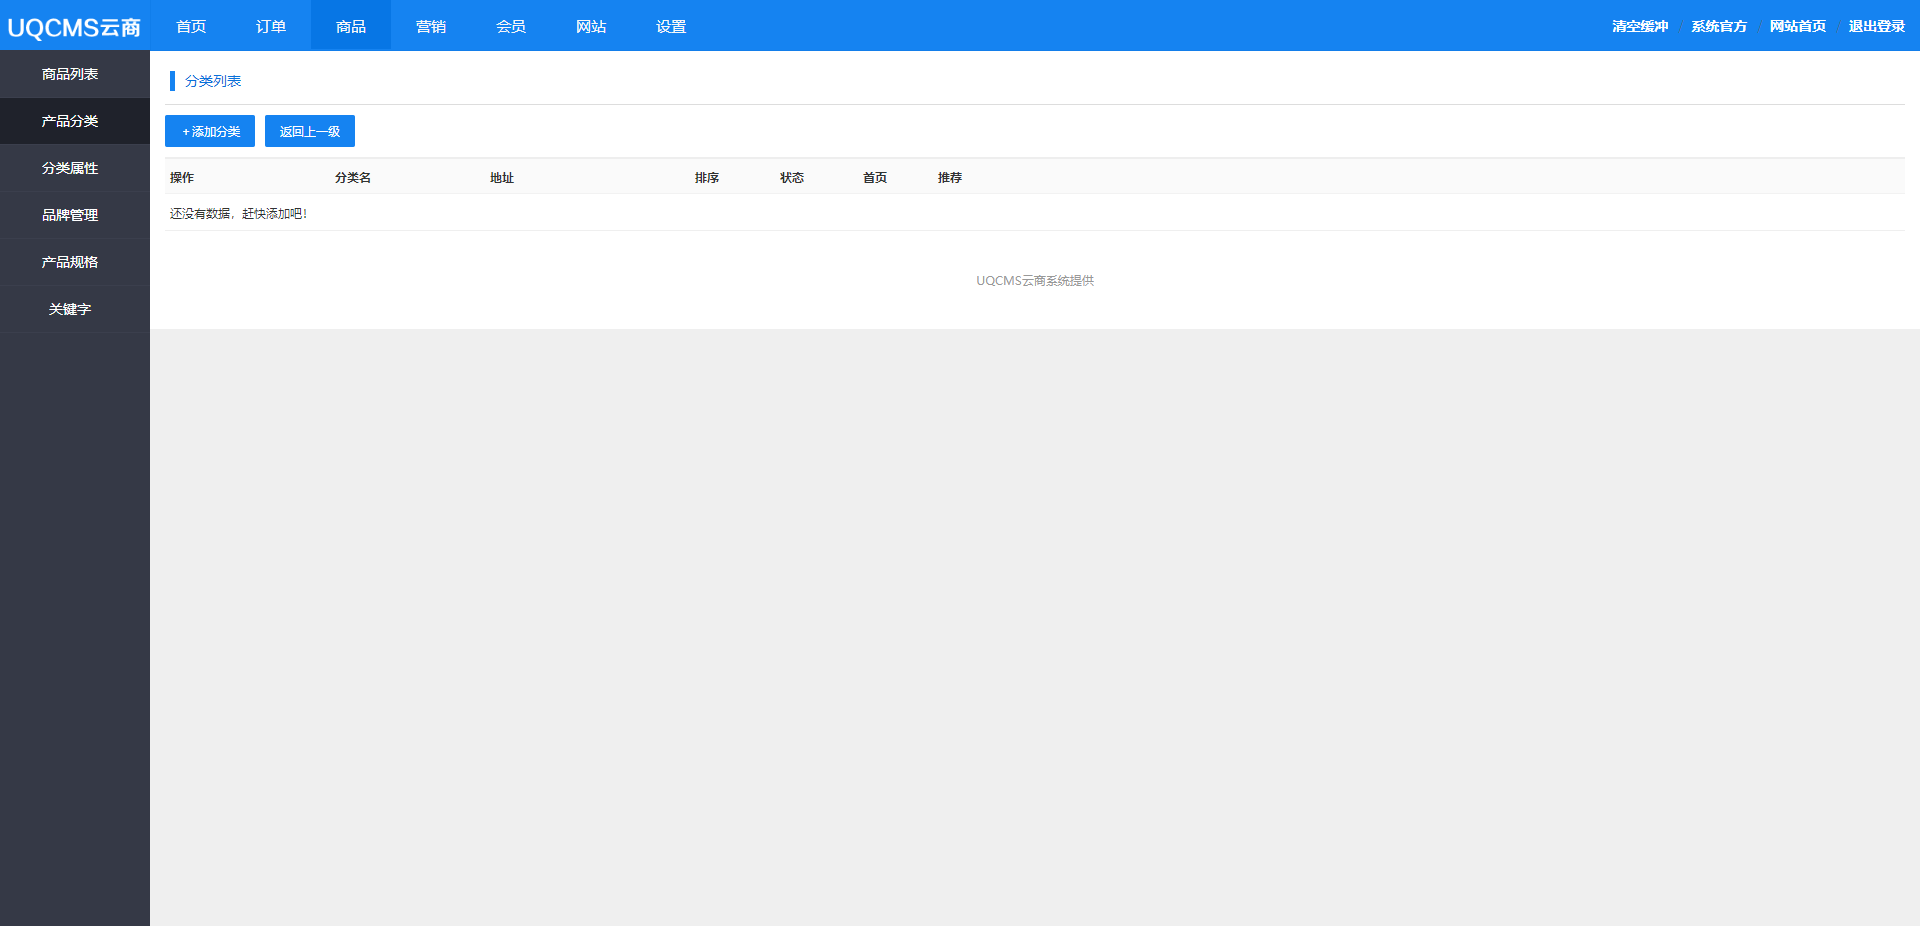 UQCMS云商 首页 订单 商品 营销 会员 网站 设置 清空缓冲 / 系统官方 / 网站首页 / 退出登录
商品列表
产品分类
分类属性
品牌管理
产品规格
关键字
分类列表
+ 添加分类 返回上一级
操作 分类名 地址 排序 状态 首页 推荐
还没有数据，赶快添加吧！
UQCMS云商系统提供